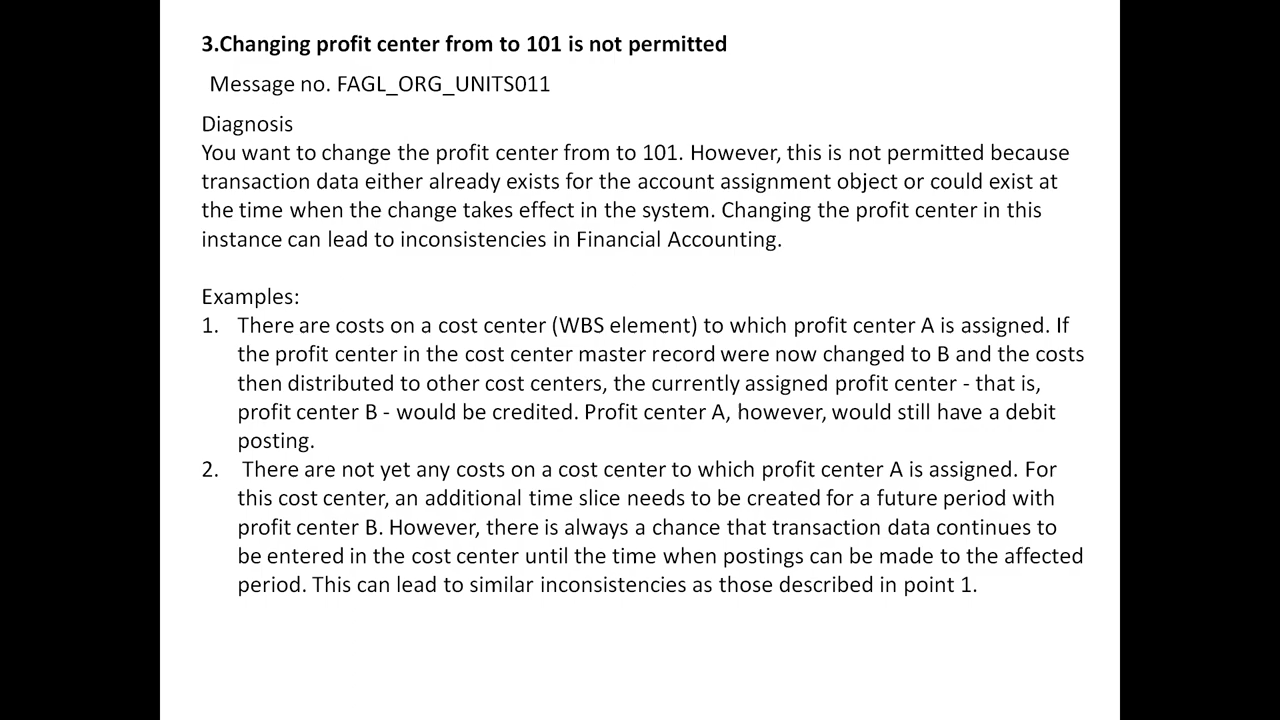 3.Changing profit center from to 101 is not permitted
Message no. FAGL_ORG_UNITS011
Diagnosis
You want to change the profit center from to 101. However, this is not permitted because
transaction data either already exists for the account assignment object or could exist at
the time when the change takes effect in the system. Changing the profit center in this
instance can lead to inconsistencies in Financial Accounting.
Examples:
1. There are costs on a cost center (WBS element) to which profit center A is assigned. If
the profit center in the cost center master record were now changed to B and the costs
then distributed to other cost centers, the currently assigned profit center - that is,
profit center B - would be credited. Profit center A, however, would still have a debit
posting.
2. There are not yet any costs on a cost center to which profit center A is assigned. For
this cost center, an additional time slice needs to be created for a future period with
profit center B. However, there is always a chance that transaction data continues to
be entered in the cost center until the time when postings can be made to the affected
period. This can lead to similar inconsistencies as those described in point 1.